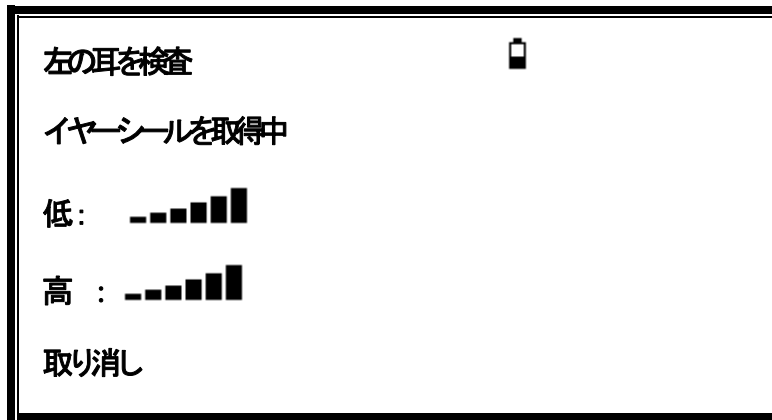 左の耳を検査
イヤーシールを取得中
低 :
高 :
取り消し